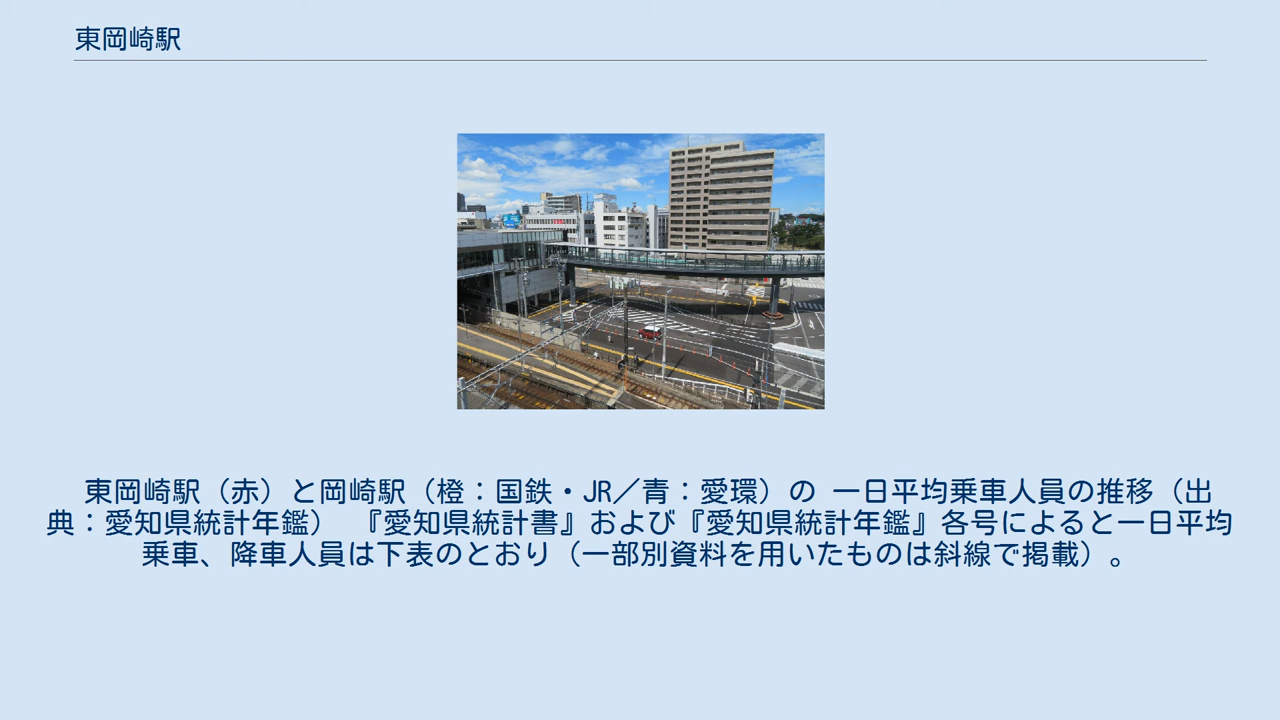 東岡崎駅
東岡崎駅（赤）と岡崎駅（橙：国鉄・JR／青：愛環）の 一日平均乗車人員の推移（出
典：愛知県統計年鑑） 『愛知県統計書』および『愛知県統計年鑑』各号によると一日平均
乗車、降車人員は下表のとおり（一部別資料を用いたものは斜線で掲載）。